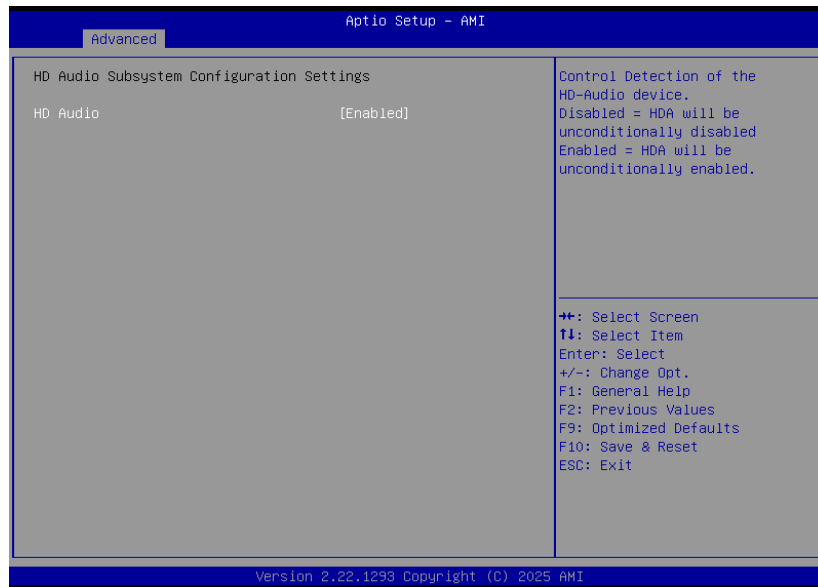 Aptio Setup – AMI
Advanced
HD Audio Subsystem Configuration Settings
HD Audio [Enabled]
Control Detection of the
HD-Audio device.
Disabled = HDA will be
unconditionally disabled
Enabled = HDA will be
unconditionally enabled.
→←: Select Screen
↑↓: Select Item
Enter: Select
+/-: Change Opt.
F1: General Help
F2: Previous Values
F9: Optimized Defaults
F10: Save & Reset
ESC: Exit
Version 2.22.1293 Copyright (C) 2025 AMI